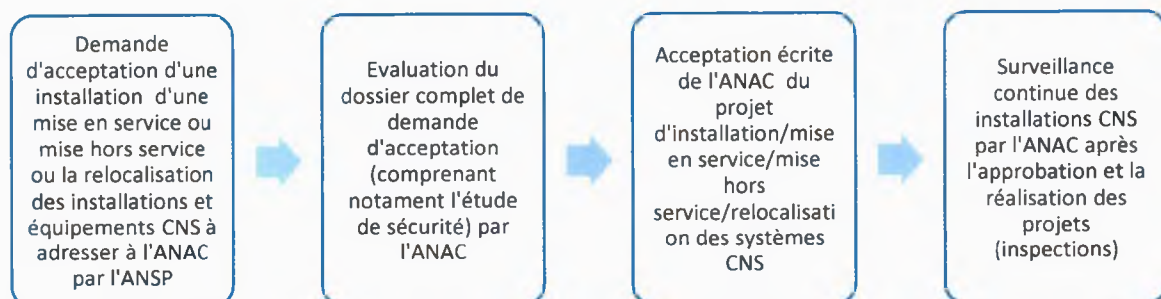 Demande
d'acceptation d'une
installation d'une
mise en service ou
mise hors service
ou la relocalisation
des installations et
équipements CNS à
adresser à l'ANAC
par l'ANSP
Evaluation du
dossier complet de
demande
d'acceptation
(comprenant
notament l'étude
de sécurité) par
l'ANAC
Acceptation écrite
de l'ANAC du
projet
d'installation/mise
en service/mise
hors
service/relocalisati
on des systèmes
CNS
Surveillance
continue des
installations CNS
par l'ANAC après
l'approbation et la
réalisation des
projets
(inspections)